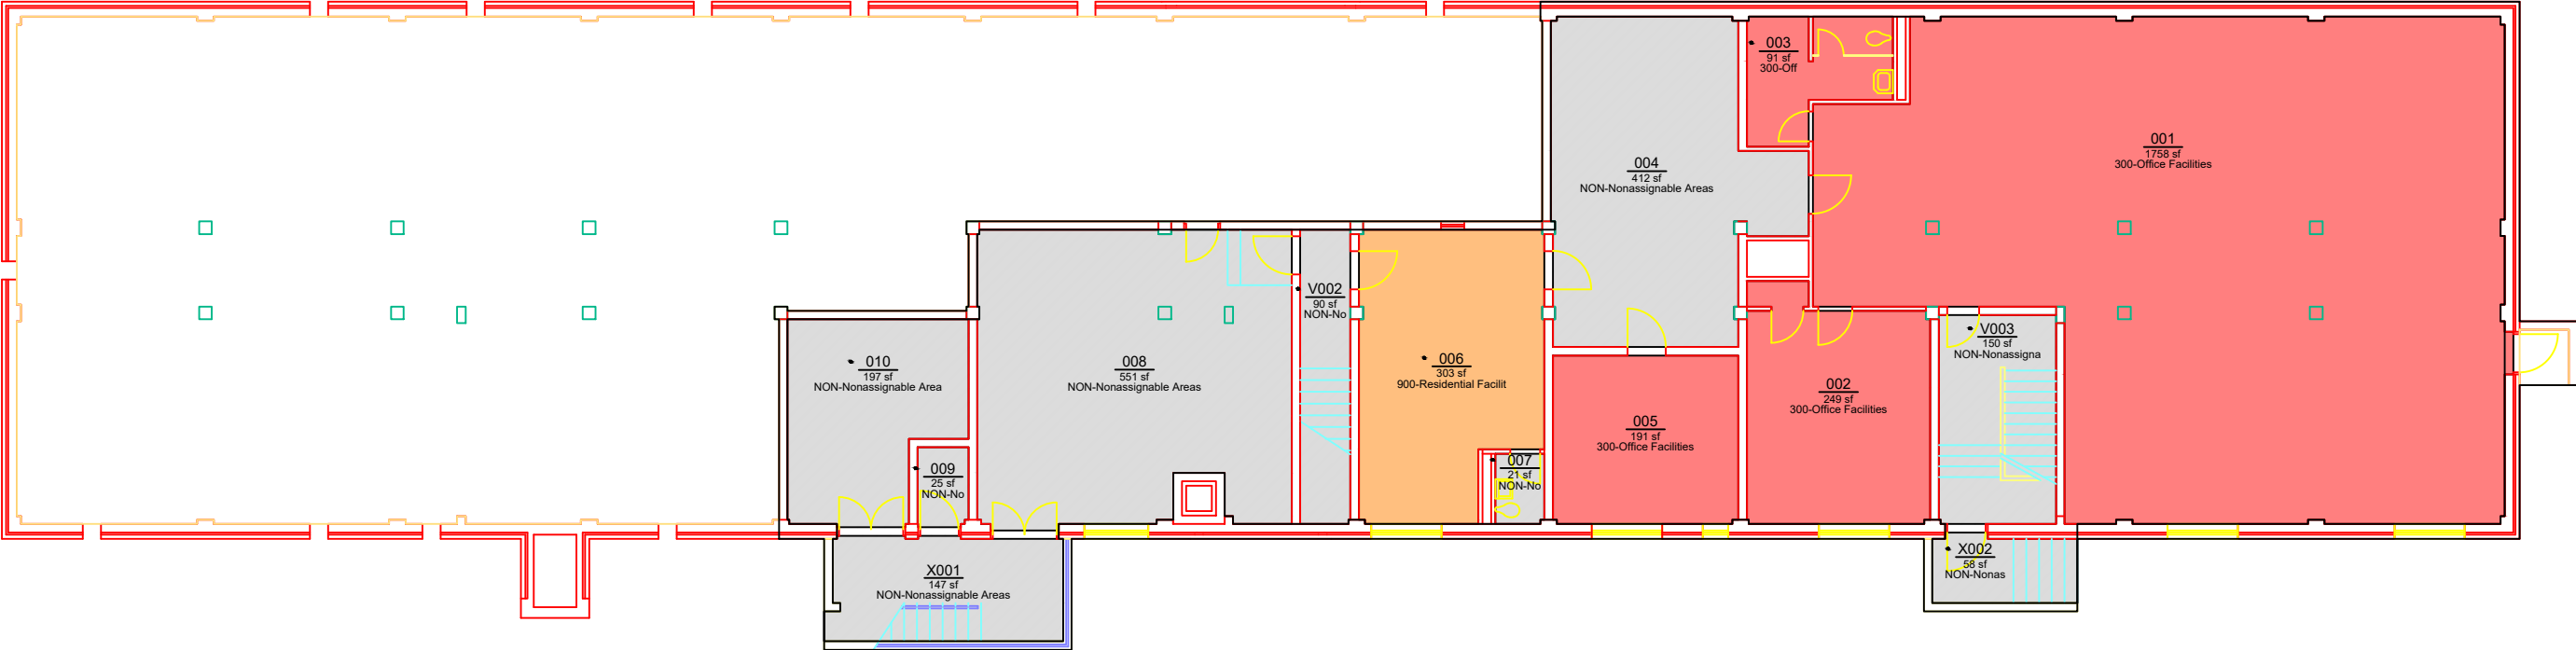 003
91 sf
300-Off
001
1758 sf
300-Office Facilities
004
412 sf
NON-Nonassignable Areas
V002
90 sf
NON-No
V003
150 sf
NON-Nonassigna
010
197 sf
NON-Nonassignable Area
008
551 sf
NON-Nonassignable Areas
006
303 sf
900-Residential Facilit
002
249 sf
300-Office Facilities
005
191 sf
300-Office Facilities
009
25 sf
NON-No
007
21 sf
NON-No
X001
147 sf
NON-Nonassignable Areas
X002
58 sf
NON-Nonas